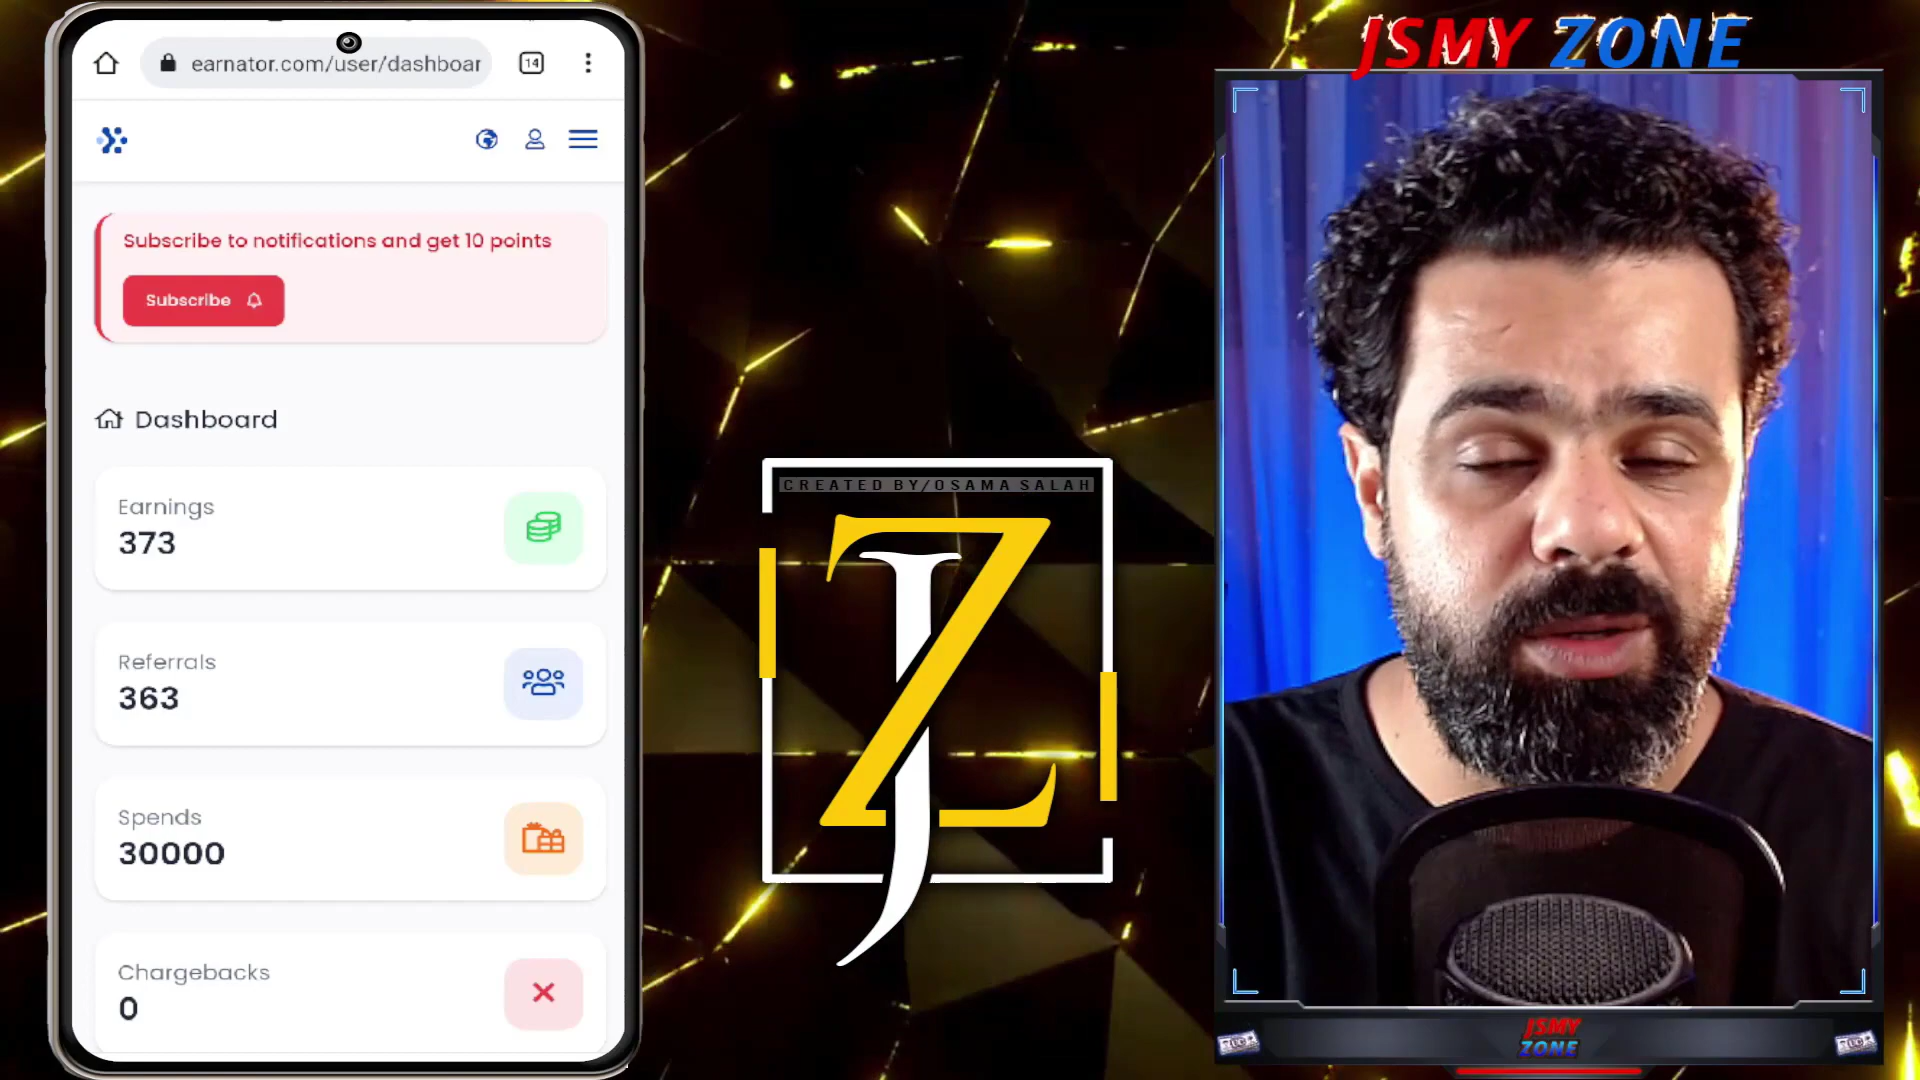 earnator.com/user/dashboar
14
Subscribe to notifications and get 10 points
Subscribe
Dashboard
Earnings
373
Referrals
363
Spends
30000
Chargebacks
0
CREATED BY/OSAMA SALAH
JZ
JSMY ZONE
JSMY
ZONE